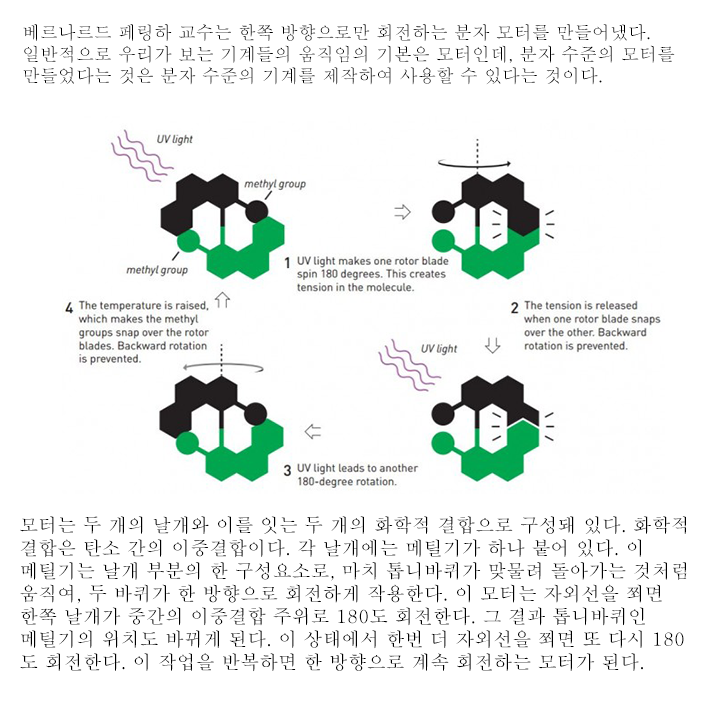 베르나르드 페링하 교수는 한쪽 방향으로만 회전하는 분자 모터를 만들어냈다.
일반적으로 우리가 보는 기계들의 움직임의 기본은 모터인데, 분자 수준의 모터를
만들었다는 것은 분자 수준의 기계를 제작하여 사용할 수 있다는 것이다.
UV light
methyl group
methyl group
1 UV light makes one rotor blade
spin 180 degrees. This creates
tension in the molecule.
2 The tension is released
when one rotor blade snaps
over the other. Backward
rotation is prevented.
4 The temperature is raised,
which makes the methyl
groups snap over the rotor
blades. Backward rotation
is prevented.
UV light
3 UV light leads to another
180-degree rotation.
모터는 두 개의 날개와 이를 잇는 두 개의 화학적 결합으로 구성돼 있다. 화학적
결합은 탄소 간의 이중결합이다. 각 날개에는 메틸기가 하나 붙어 있다. 이
메틸기는 날개 부분의 한 구성요소로, 마치 톱니바퀴가 맞물려 돌아가는 것처럼
움직여, 두 바퀴가 한 방향으로 회전하게 작용한다. 이 모터는 자외선을 쬐면
한쪽 날개가 중간의 이중결합 주위로 180도 회전한다. 그 결과 톱니바퀴인
메틸기의 위치도 바뀌게 된다. 이 상태에서 한번 더 자외선을 쬐면 또 다시 180
도 회전한다. 이 작업을 반복하면 한 방향으로 계속 회전하는 모터가 된다.